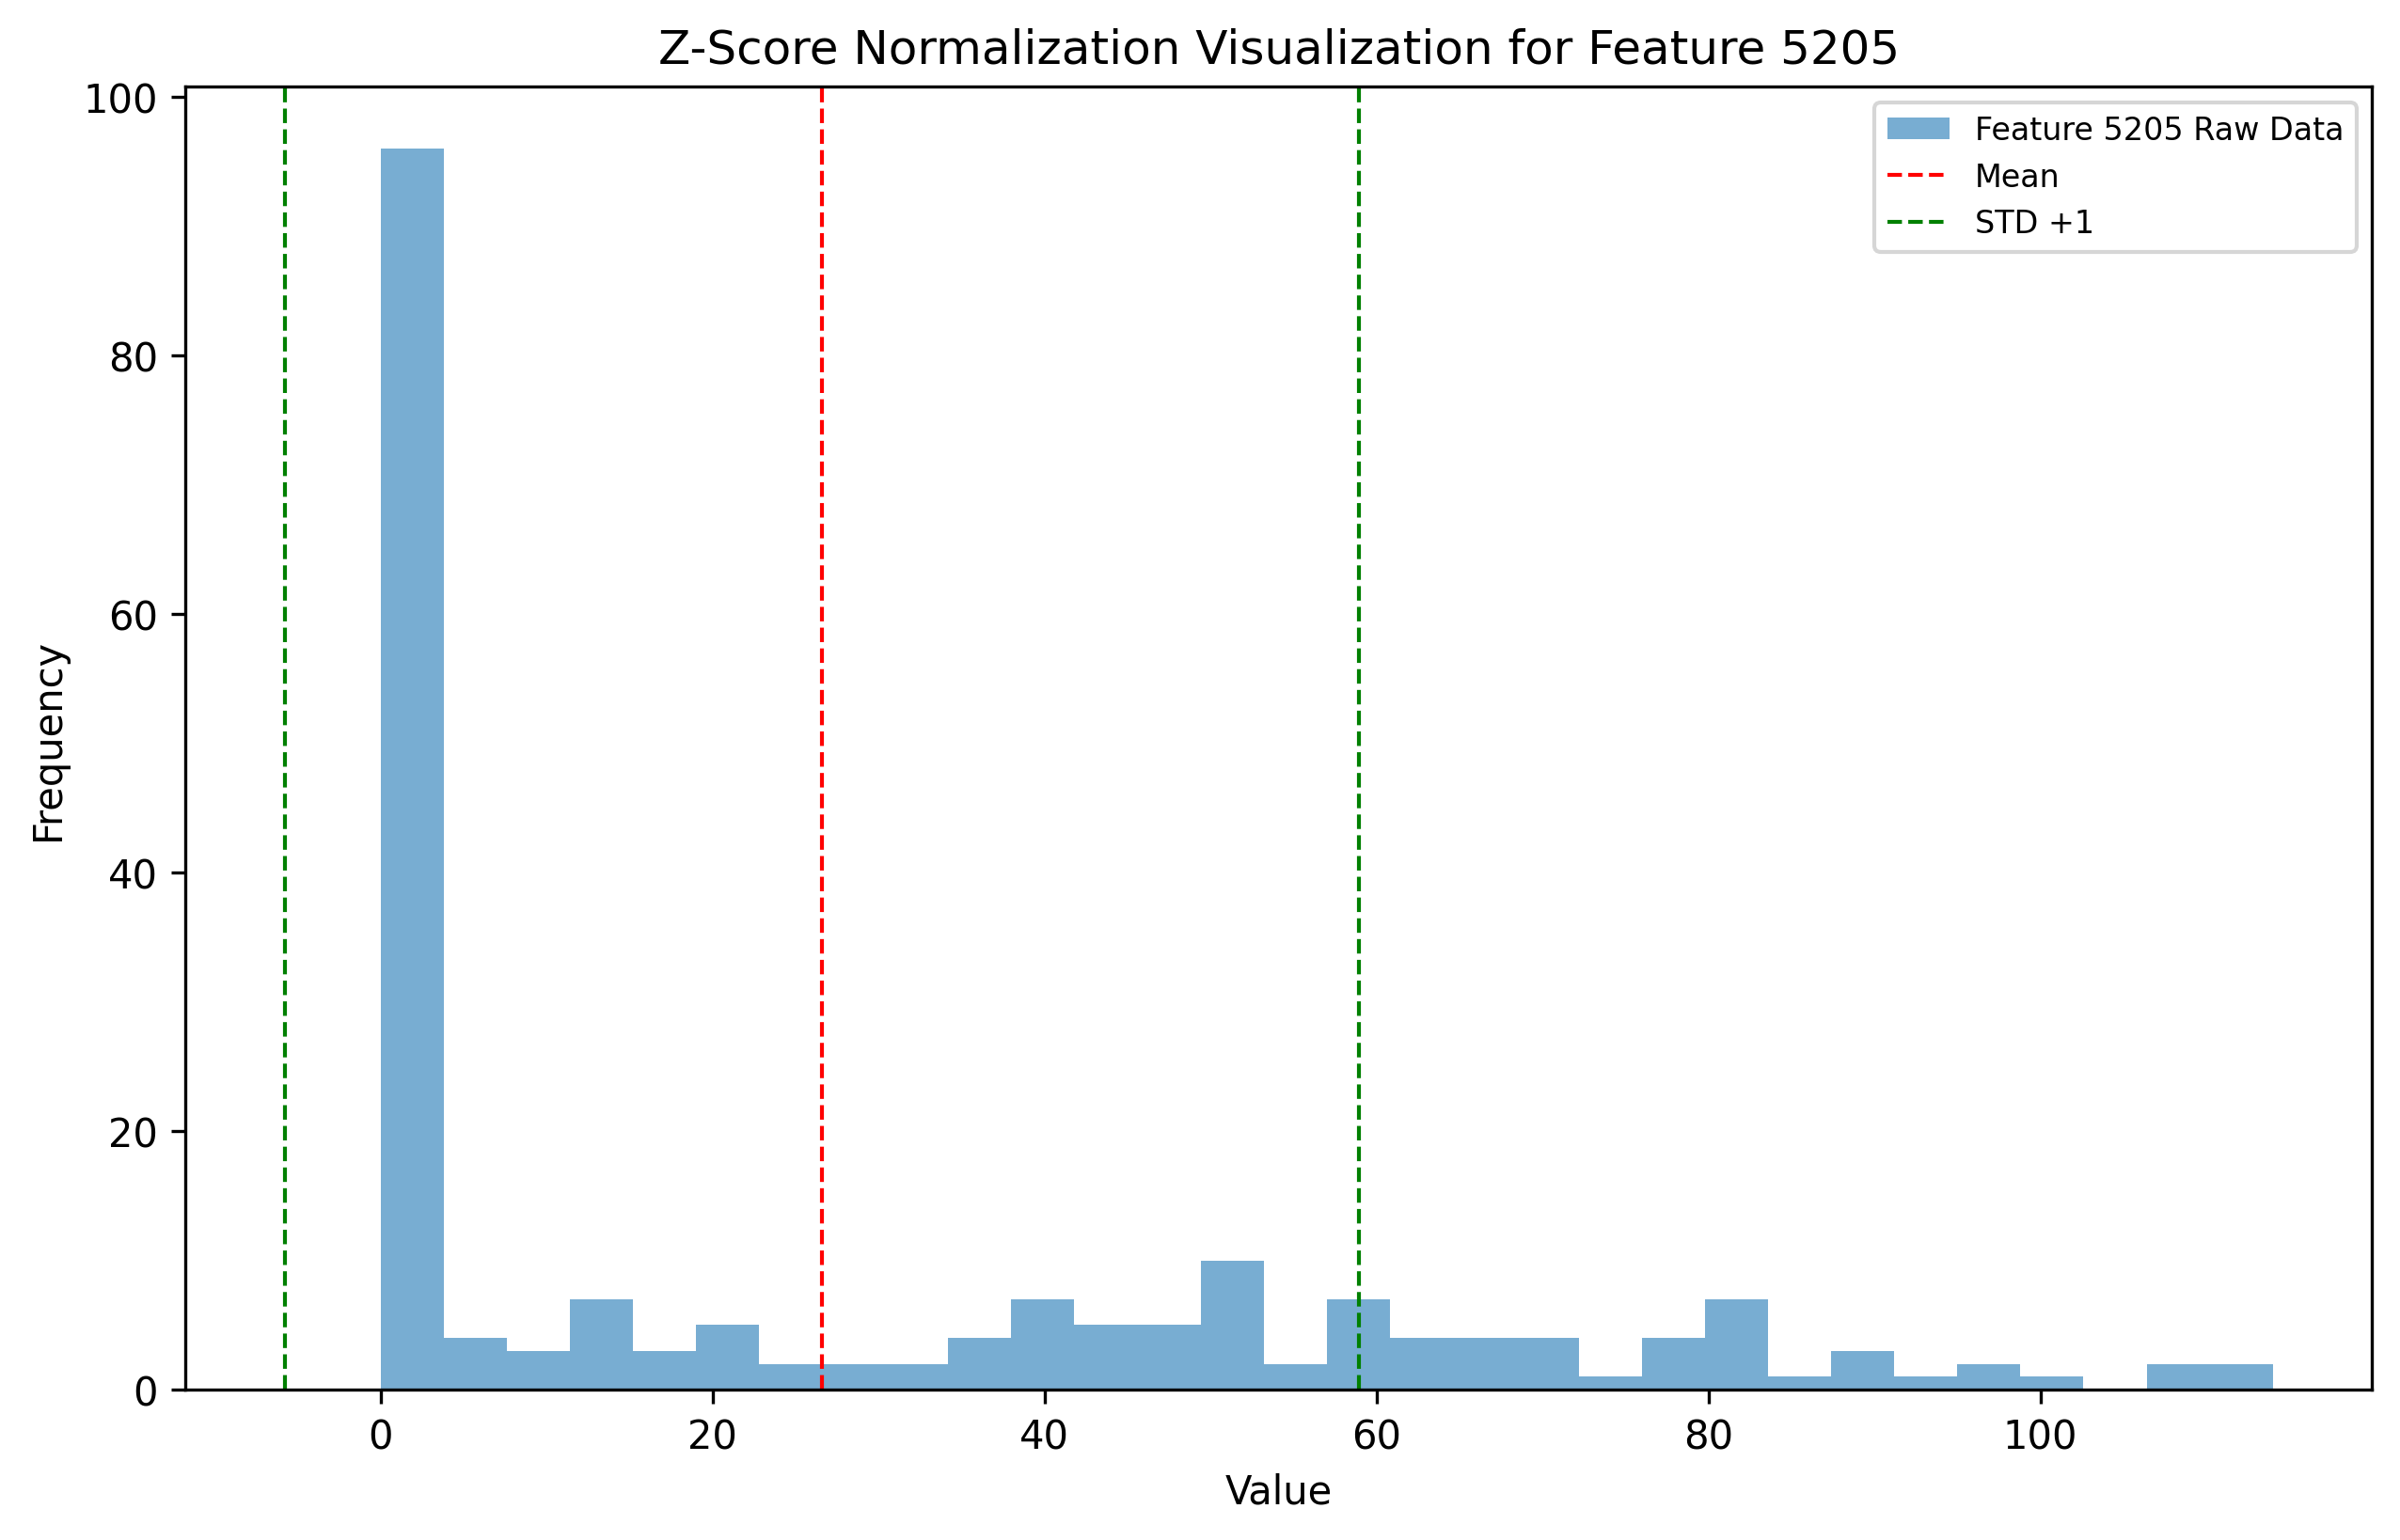 Z-Score Normalization Visualization for Feature 5205
100
80
60
40
20
0
Frequency
Feature 5205 Raw Data
Mean
STD +1
0 20 40 60 80 100
Value